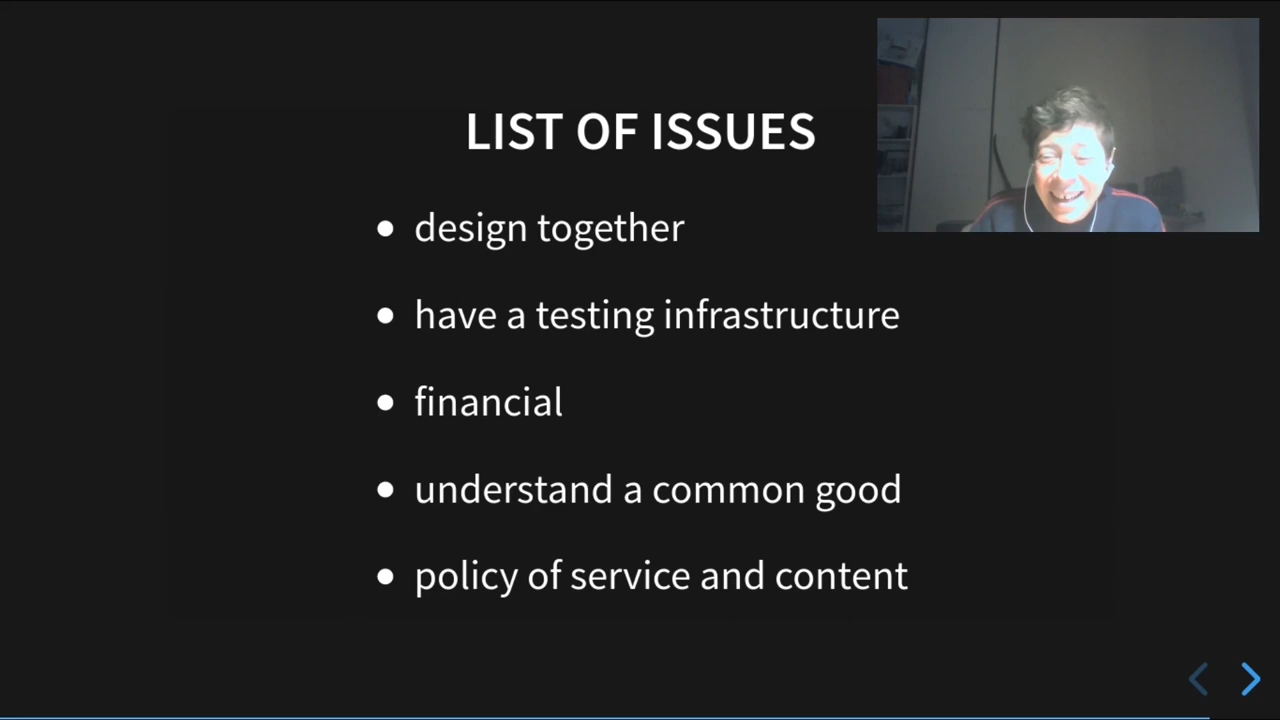 LIST OF ISSUES
design together
have a testing infrastructure
financial
understand a common good
policy of service and content